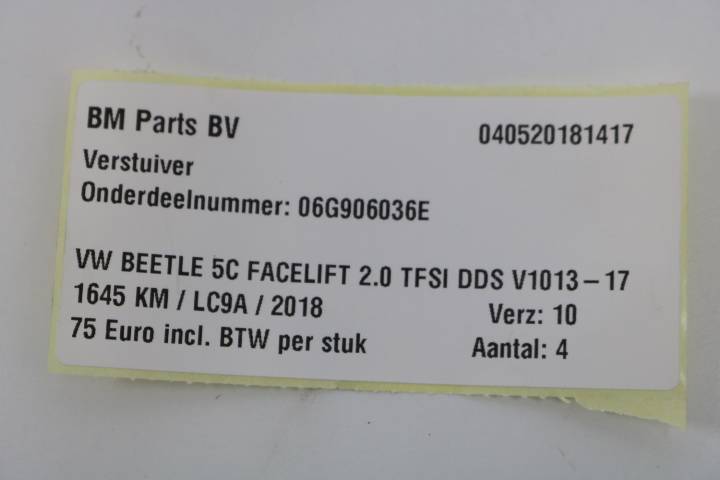 BM Parts BV 040520181417
Verstuiver
Onderdeelnummer: 06G906036E
VW BEETLE 5C FACELIFT 2.0 TFSI DDS V1013-17
1645 KM / LC9A / 2018 Verz: 10
75 Euro incl. BTW per stuk Aantal: 4